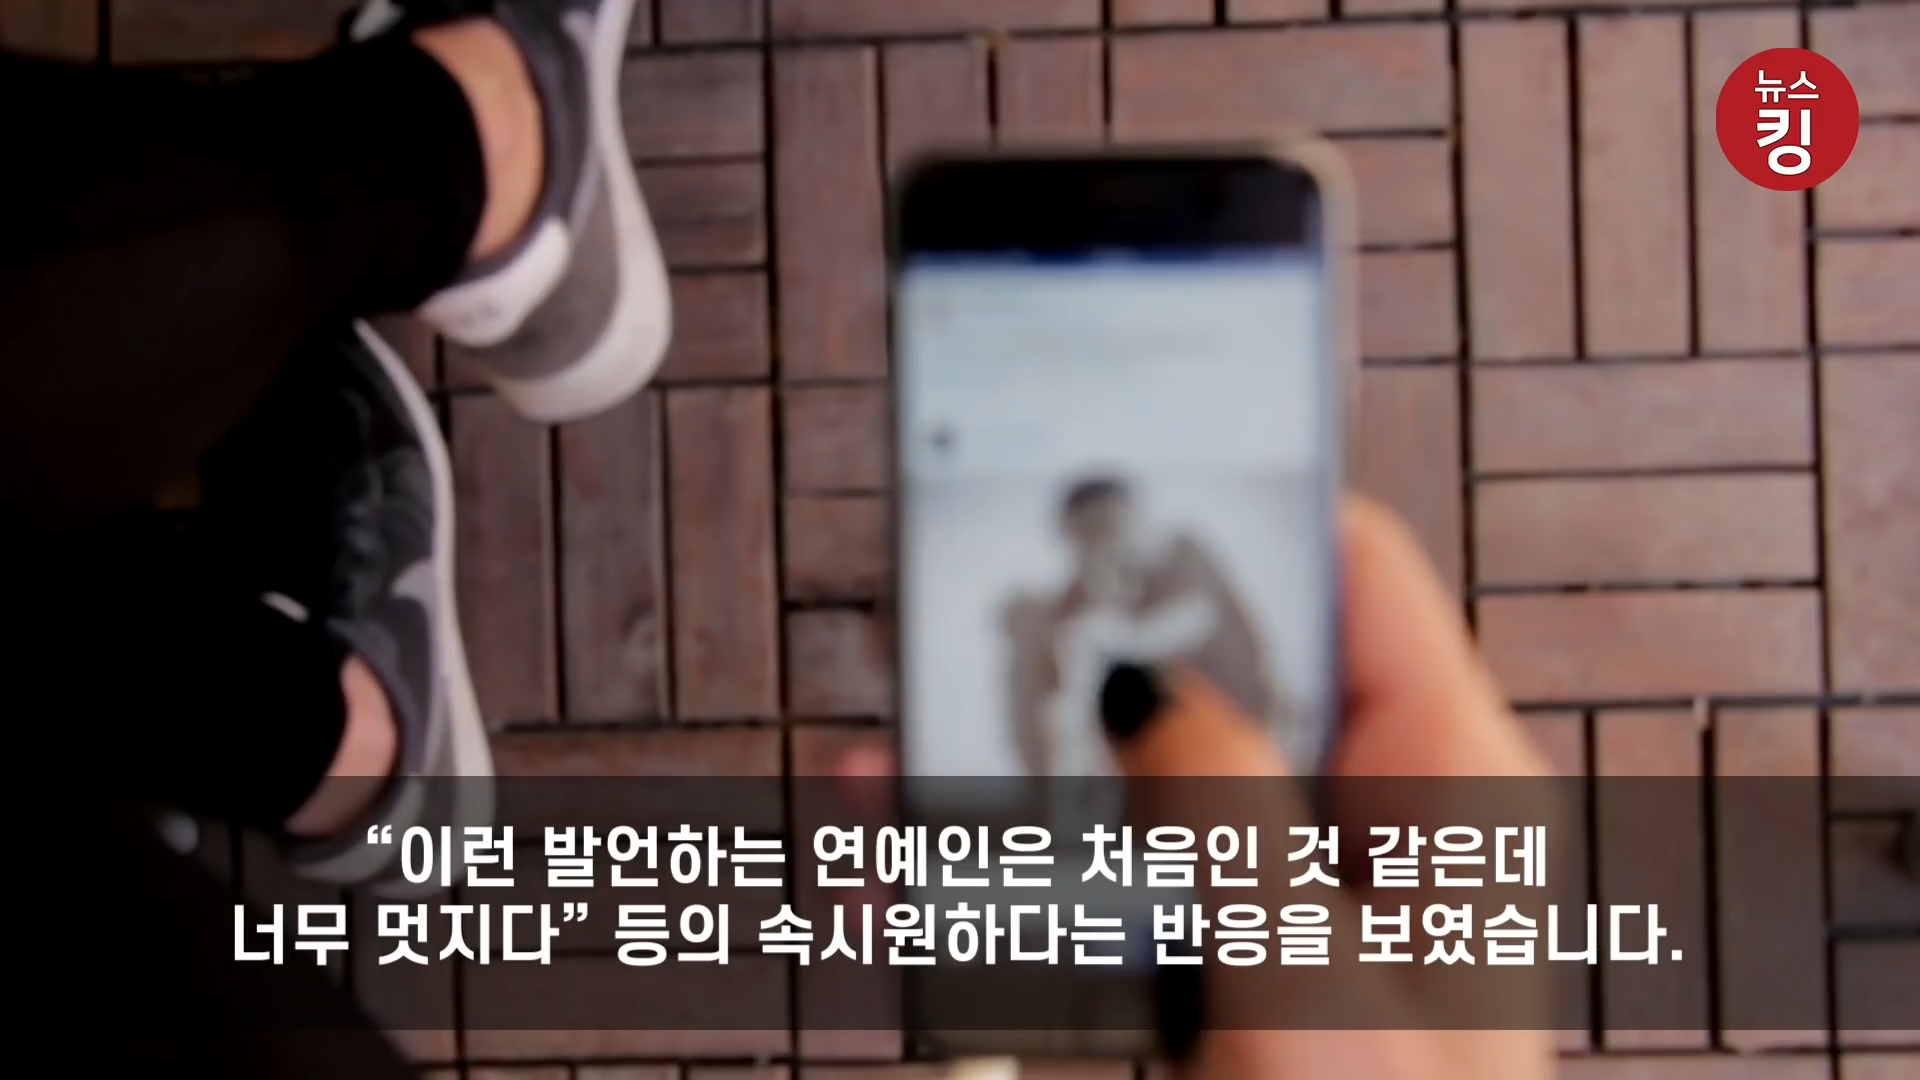 뉴스
킹
“이런 발언하는 연예인은 처음인 것 같은데
너무 멋지다” 등의 속시원하다는 반응을 보였습니다.